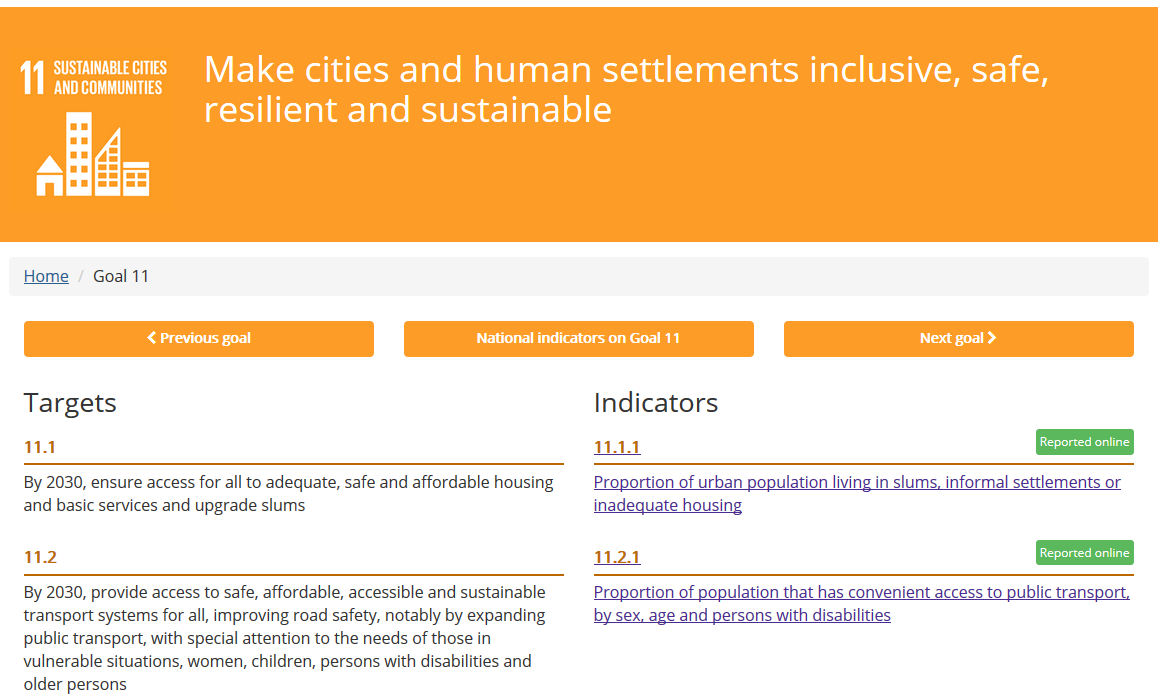 11 SUSTAINABLE CITIES
AND COMMUNITIES
Make cities and human settlements inclusive, safe,
resilient and sustainable
Home / Goal 11
Previous goal
National indicators on Goal 11
Next goal
Targets
11.1
By 2030, ensure access for all to adequate, safe and affordable housing
and basic services and upgrade slums
11.2
By 2030, provide access to safe, affordable, accessible and sustainable
transport systems for all, improving road safety, notably by expanding
public transport, with special attention to the needs of those in
vulnerable situations, women, children, persons with disabilities and
older persons
Indicators
11.1.1 Reported online
Proportion of urban population living in slums, informal settlements or
inadequate housing
11.2.1 Reported online
Proportion of population that has convenient access to public transport,
by sex, age and persons with disabilities